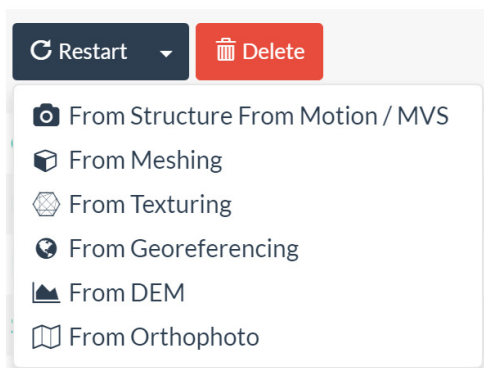 Restart
Delete
From Structure From Motion / MVS
From Meshing
From Texturing
From Georeferencing
From DEM
From Orthophoto